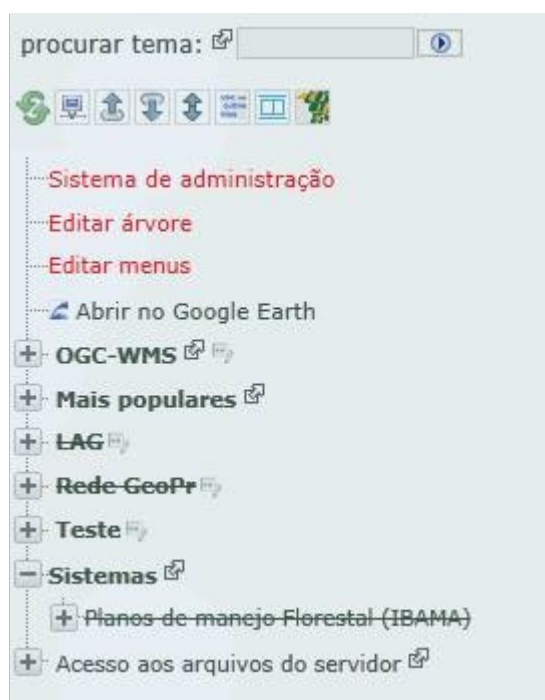 procurar tema:
Sistema de administração
Editar árvore
Editar menus
Abrir no Google Earth
OGC-WMS
Mais populares
LAG
Rede GeoPr
Teste
Sistemas
Planos de manejo Florestal (IBAMA)
Acesso aos arquivos do servidor